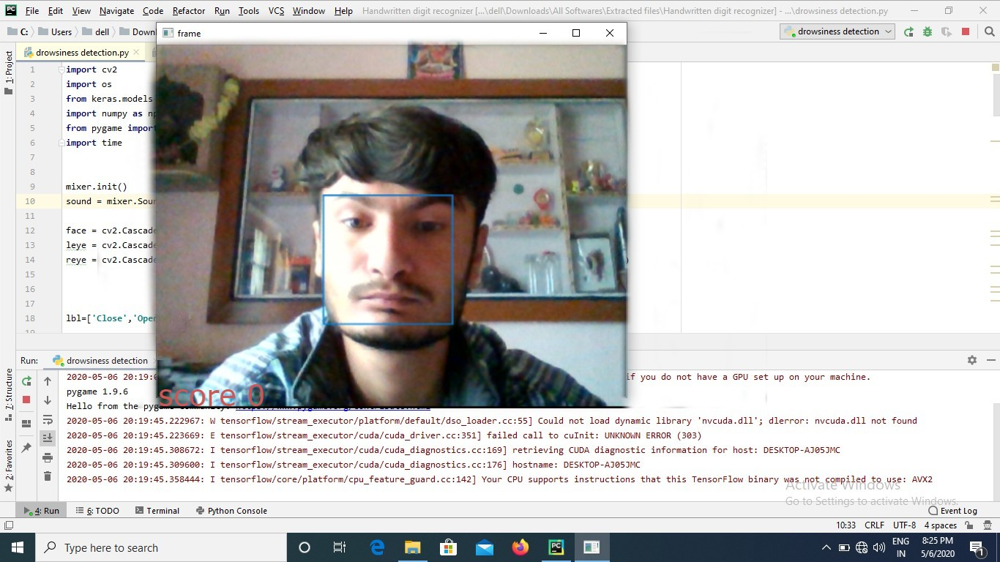 File Edit View Navigate Code Refactor Run Tools VCS Window Help Handwritten digit recognizer [...\dell\Downloads\All Softwares\Extracted files\Handwritten digit recognizer] - ...\drowsiness detection.py
C: Users dell Downl
drowsiness detection
frame
drowsiness detection.py
1: Project
1 import cv2
2 import os
3 from keras.models
4 import numpy as np
5 from pygame import
6 import time
7
8
9 mixer.init()
10 sound = mixer.Soun
11
12 face = cv2.Cascade
13 leye = cv2.Cascade
14 reye = cv2.Cascade
15
16
17
18 lbl=['Close','Open
19
score 0
Run: drowsiness detection
2020-05-06 20:19: if you do not have a GPU set up on your machine.
pygame 1.9.6
Hello from the pygame community.
2020-05-06 20:19:45.222967: W tensorflow/stream_executor/platform/default/dso_loader.cc:55] Could not load dynamic library 'nvcuda.dll'; dlerror: nvcuda.dll not found
2020-05-06 20:19:45.223669: E tensorflow/stream_executor/cuda/cuda_driver.cc:351] failed call to cuInit: UNKNOWN ERROR (303)
2020-05-06 20:19:45.308672: I tensorflow/stream_executor/cuda/cuda_diagnostics.cc:169] retrieving CUDA diagnostic information for host: DESKTOP-AJ05JMC
2020-05-06 20:19:45.309600: I tensorflow/stream_executor/cuda/cuda_diagnostics.cc:176] hostname: DESKTOP-AJ05JMC
2020-05-06 20:19:45.358444: I tensorflow/core/platform/cpu_feature_guard.cc:142] Your CPU supports instructions that this TensorFlow binary was not compiled to use: AVX2
7: Structure
2: Favorites
Activate Windows
Go to Settings to activate Windows.
4: Run 6: TODO Terminal Python Console Event Log
10:33 CRLF UTF-8 4 spaces
Type here to search
ENG
IN
8:25 PM
5/6/2020
1